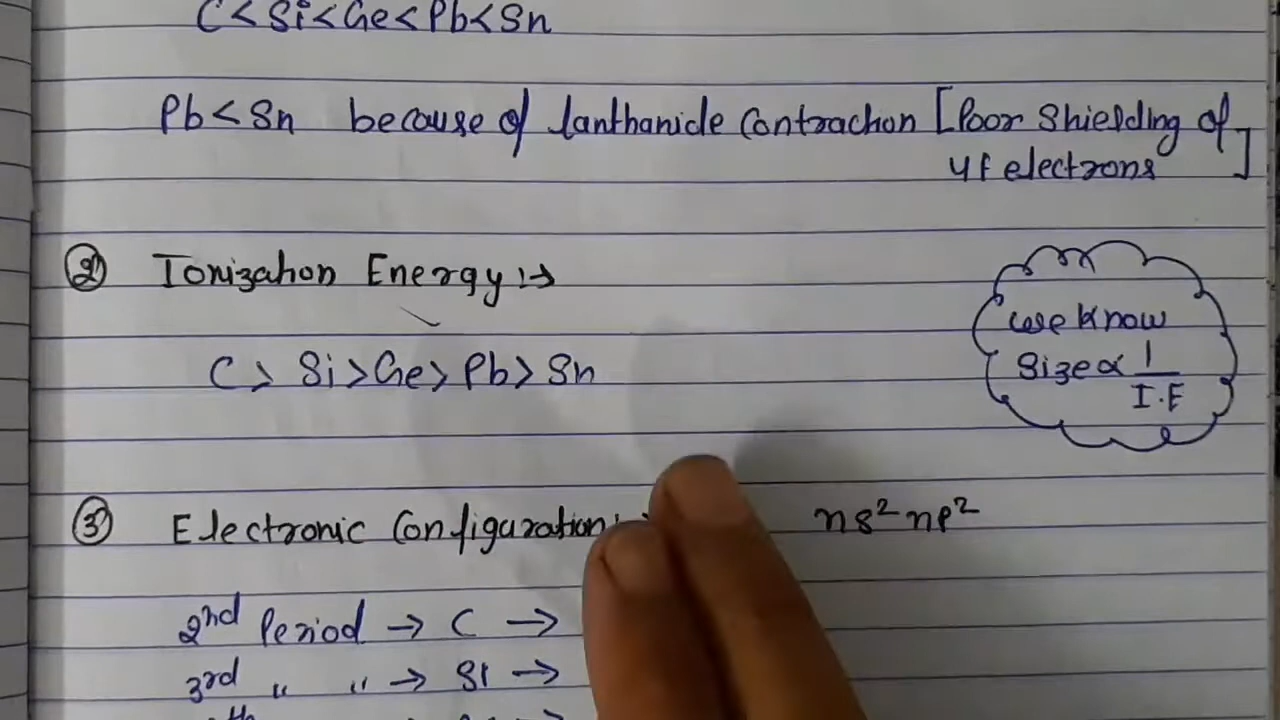 C<Si<Ge<Pb<Sn
Pb<Sn because of lanthanide Contraction [Poor Shielding of
4f electrons]
② Ionization Energy :→
We Know
Size ∝ 1/I.E
C > Si > Ge > Pb > Sn
③ Electronic Configuration: ns² np²
2nd Period → C →
3rd " " → Si →